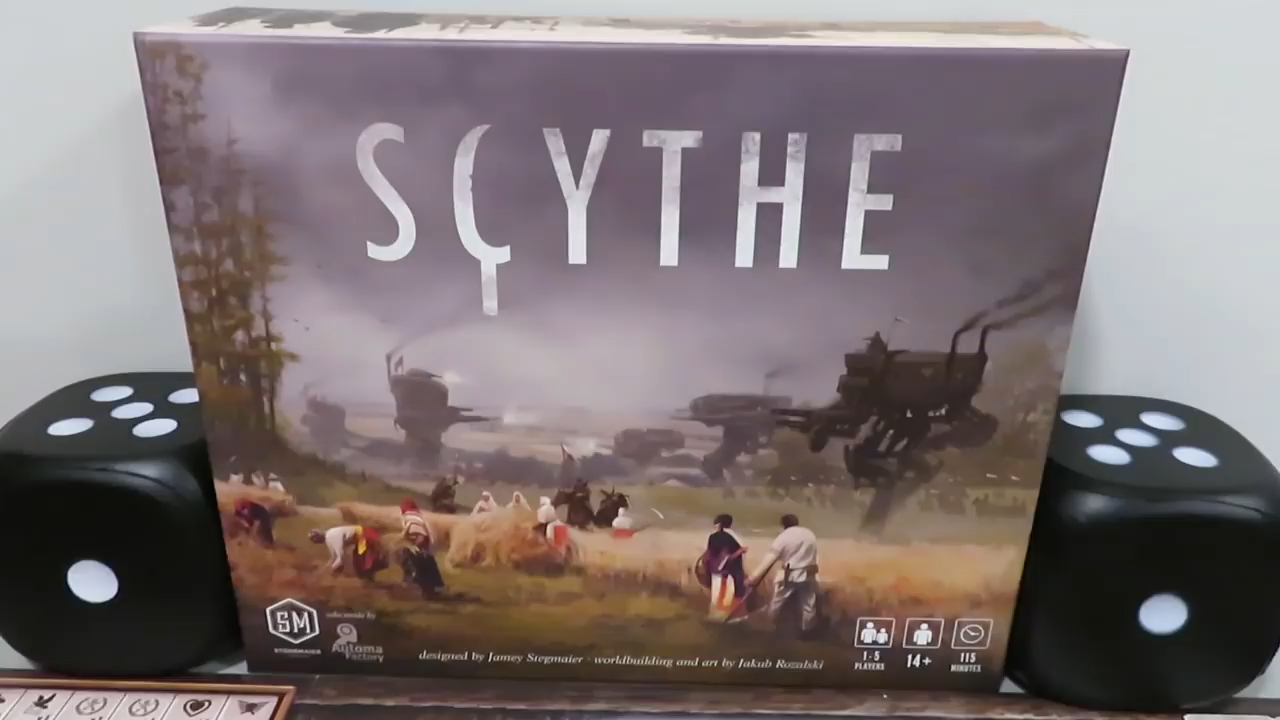 SCYTHE
SM
STONEMAIER
solo mode by
Automa
Factory
designed by Jamey Stegmaier · worldbuilding and art by Jakub Rozalski
1-5
PLAYERS
14+
115
MINUTES